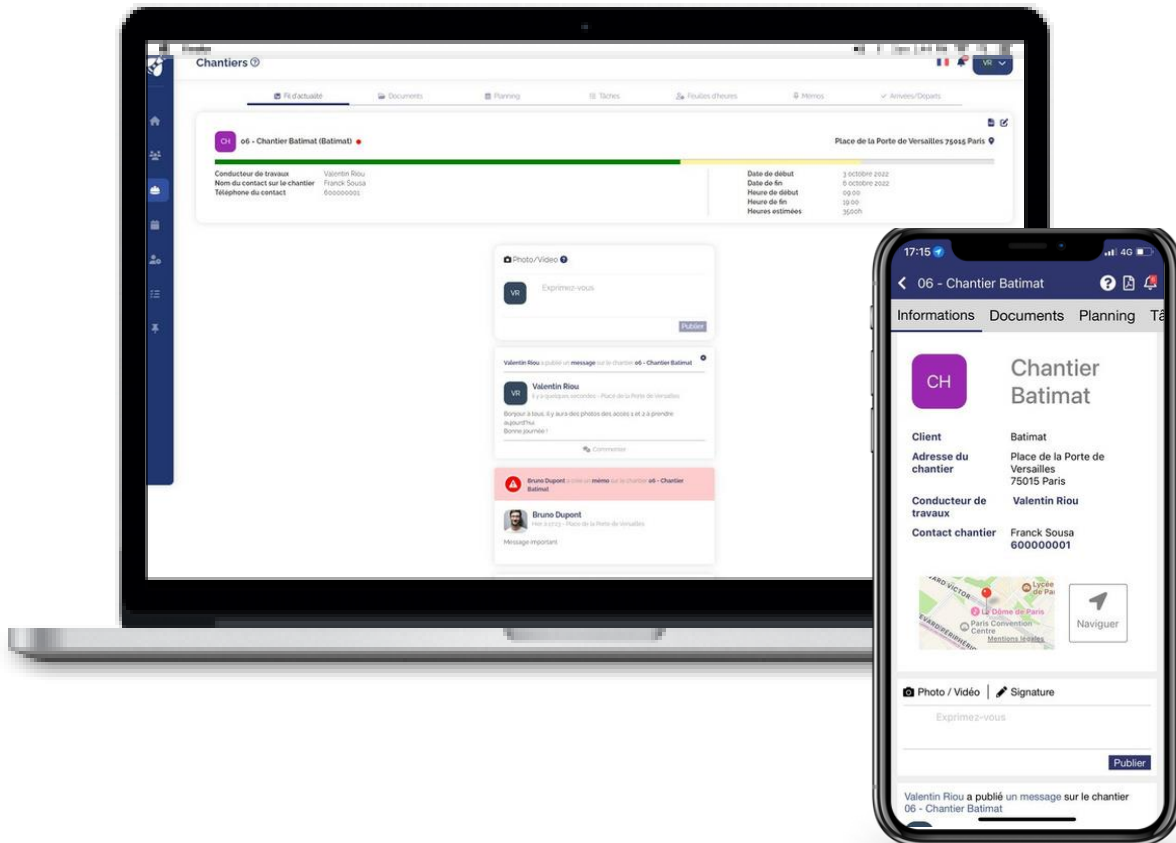 Chantiers
VR
Fil d'actualité
Documents
Planning
Tâches
Feuilles d'heures
Mémos
Arrivées/Départs
CH
06 - Chantier Batimat (Batimat)
Place de la Porte de Versailles 75015 Paris
Conducteur de travaux Valentin Riou
Nom du contact sur le chantier Franck Sousa
Téléphone du contact 600000001
Date de début 3 octobre 2022
Date de fin 6 octobre 2022
Heure de début 09:00
Heure de fin 19:00
Heures estimées 3500h
Photo/Video
VR
Exprimez-vous
Publier
Valentin Riou a publié un message sur le chantier 06 - Chantier Batimat
VR
Valentin Riou
il y a quelques secondes - Place de la Porte de Versailles
Bonjour à tous, il y aura des photos des accès 1 et 2 à prendre
aujourd'hui
Bonne journée !
Commenter
Bruno Dupont a créé un mémo sur le chantier 06 - Chantier
Batimat
Bruno Dupont
Place de la Porte de Versailles
Message important
17:15
4G
06 - Chantier Batimat
Informations
Documents
Planning
Tâ
CH
Chantier
Batimat
Client Batimat
Adresse du
chantier
Place de la Porte de
Versailles
75015 Paris
Conducteur de
travaux
Valentin Riou
Contact chantier
Franck Sousa
600000001
Lycée
de Pa
Le Dôme de Paris
Paris Convention
Centre
Mentions légales
Naviguer
Photo / Vidéo
Signature
Exprimez-vous
Publier
Valentin Riou a publié un message sur le chantier
06 - Chantier Batimat